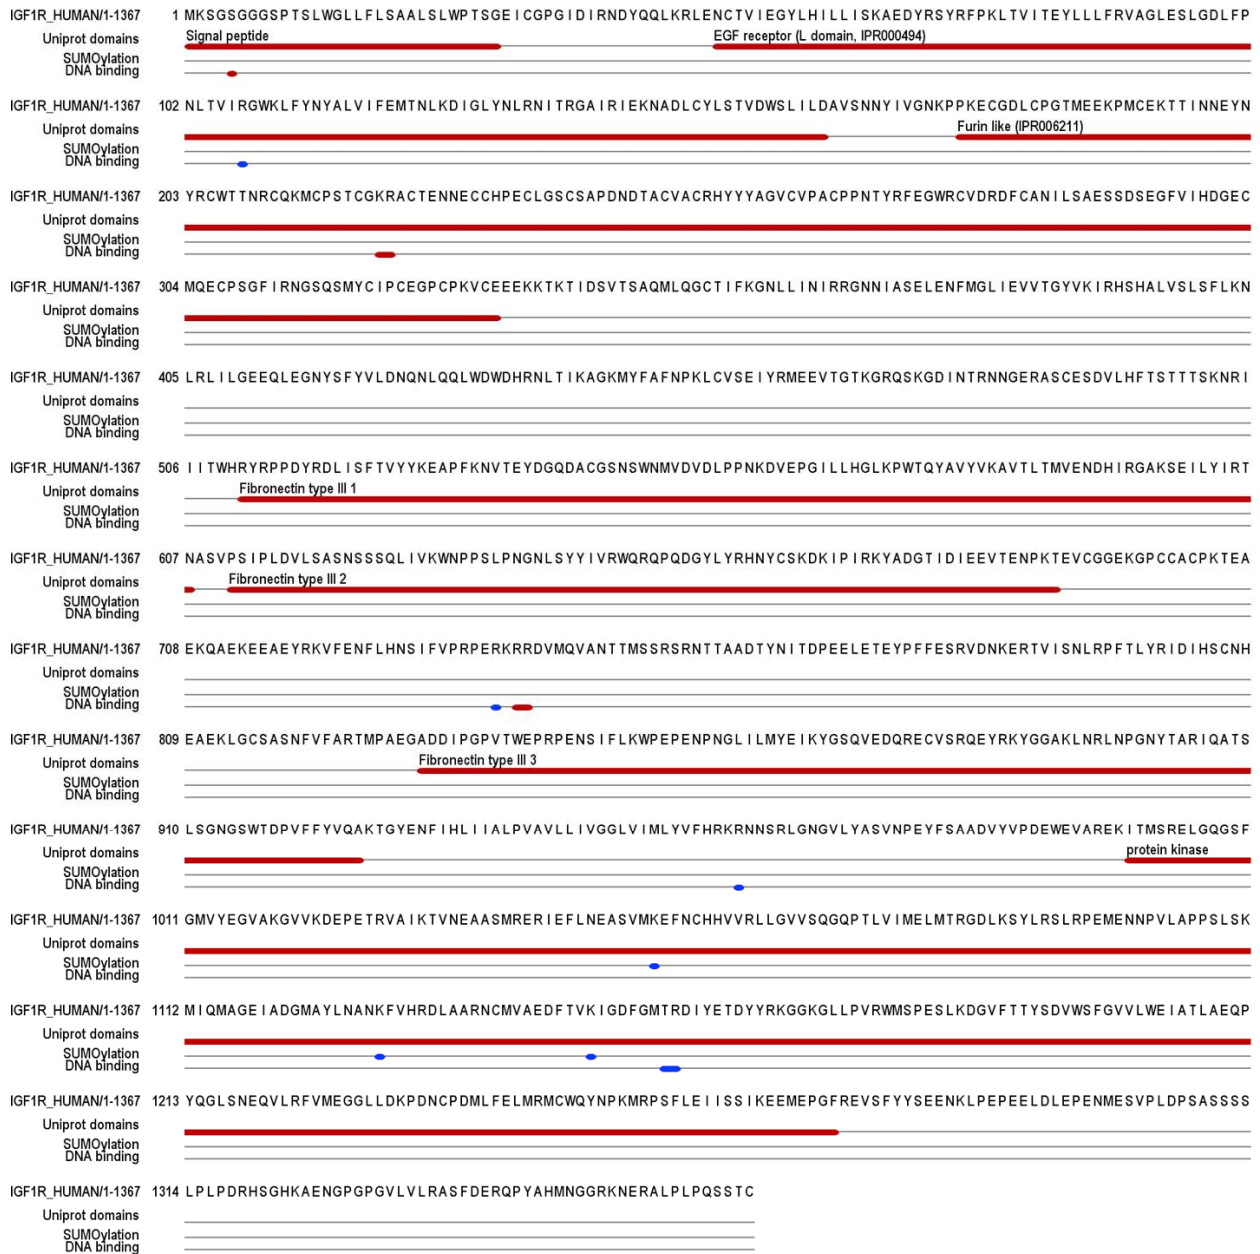 IGF1R_HUMAN/1-1367 1 MKSGSGGGSPTSLWGLLFLSAALSLWPTSGEICGPGIDIRNDYQQLKRLENCTVIEGYLHILLISKAEDYRSYRFPKLTVITEYLLLFRVAGLESLGDLFP
Uniprot domains Signal peptide EGF receptor (L domain, IPR000494)
SUMOylation
DNA binding
IGF1R_HUMAN/1-1367 102 NLTVIRGWKLFYNYALVIFEMTNLKDIGLYNLRNITRGAIRIEKNADLCYLSTVDWSLILDAVSNNYIVGNKPPKECGDLCPGTMEEKPMCEKTTINNEYN
Uniprot domains Furin like (IPR006211)
SUMOylation
DNA binding
IGF1R_HUMAN/1-1367 203 YRCWTTNRCQKMCPSTCGKRACTENNECCHPECLGSCSAPDNDTACVACRHYYYAGVCVPACPPNTYRFEGWRCVDRDFCANILSAESSDSEGFVIHDGEC
Uniprot domains
SUMOylation
DNA binding
IGF1R_HUMAN/1-1367 304 MQECPSGFIRNGSQSMYCIPCEGPCPKVCEEEKKTKTIDSVTSAQMLQGCTIFKGNLLINIRRGNNIASELENFMGLIEVVTGYVKIRHSHALVSLSFLKN
Uniprot domains
SUMOylation
DNA binding
IGF1R_HUMAN/1-1367 405 LRLILGEEQLEGNYSFYVLDNQNLQQLWDWDHRNLTIKAGKMYFAFNPKLCVSEIYRMEEVTGTKGRQSKGDINTRNNGERASCESDVLHFTSTTTSKNRI
Uniprot domains
SUMOylation
DNA binding
IGF1R_HUMAN/1-1367 506 IITWHRYRPPDYRDLISFTVYYKEAPFKNVTEYDGQDACGSNSWNMVDVDLPPNKDVEPGILLHGLKPWTQYAVYVKAVTLTMVENDHIRGAKSEILYIRT
Uniprot domains Fibronectin type III 1
SUMOylation
DNA binding
IGF1R_HUMAN/1-1367 607 NASVPSIPLDVLSASNSSSQLIVKWNPPSLPNGNLSYYIVRWQRQPQDGYLYRHNYCSKDKIPIRKYADGTIDIEEVTENPKTEVCGGEKGPCCACPKTEA
Uniprot domains Fibronectin type III 2
SUMOylation
DNA binding
IGF1R_HUMAN/1-1367 708 EKQAEKEEAEYRKVFENFLHNSIFVPRPERKRRDVMQVANTTMSSRSRNTTAADTYNITDPEELETEYPFFESRVDNKERTVISNLRPFTLYRIDIHSCNH
Uniprot domains
SUMOylation
DNA binding
IGF1R_HUMAN/1-1367 809 EAEKLGCSASNFVFARTMPAEGADDIPGPVTWEPRPENSIFLKWPEPENPNGLILMYEIKYGSQVEDQRECVSRQEYRKYGGAKLNRLNPGNYTARIQATS
Uniprot domains Fibronectin type III 3
SUMOylation
DNA binding
IGF1R_HUMAN/1-1367 910 LSGNGSWTDPVFFYVQAKTGYENFIHLIIALPVAVLLIVGGLVIMLYVFHRKRNNSRLGNGVLYASVNPEYFSAADVYVPDEWEVAREKITMSRELGQGSF
Uniprot domains protein kinase
SUMOylation
DNA binding
IGF1R_HUMAN/1-1367 1011 GMVYEGVAKGVVKDEPETRVAIKTVNEAASMRERIEFLNEASVMKEFNCHHVVRLLGVVSQGQPTLVIMELMTRGDLKSYLRSLRPEMENNPVLAPPSLSK
Uniprot domains
SUMOylation
DNA binding
IGF1R_HUMAN/1-1367 1112 MIQMAGEIADGMAYLNANKFVHRDLAARNCMVAEDFTVKIGDFGMTRDIYETDYYRKGGKGLLPVRWMSPESLKDGVFTTYSDVWSFGVVLWEIATLAEQP
Uniprot domains
SUMOylation
DNA binding
IGF1R_HUMAN/1-1367 1213 YQGLSNEQVLRFVMEGGLLDKPDNCPDMLFELMRMCWQYNPKMRPSFLEIISSIKEEMEPGFREVSFYYSEENKLPEPEELDLEPENMESVPLDPSASSSS
Uniprot domains
SUMOylation
DNA binding
IGF1R_HUMAN/1-1367 1314 LPLPDRHSGHKAENGPGPGVLVLRASFDERQPYAHMNGGRKNERALPLPQSSTC
Uniprot domains
SUMOylation
DNA binding